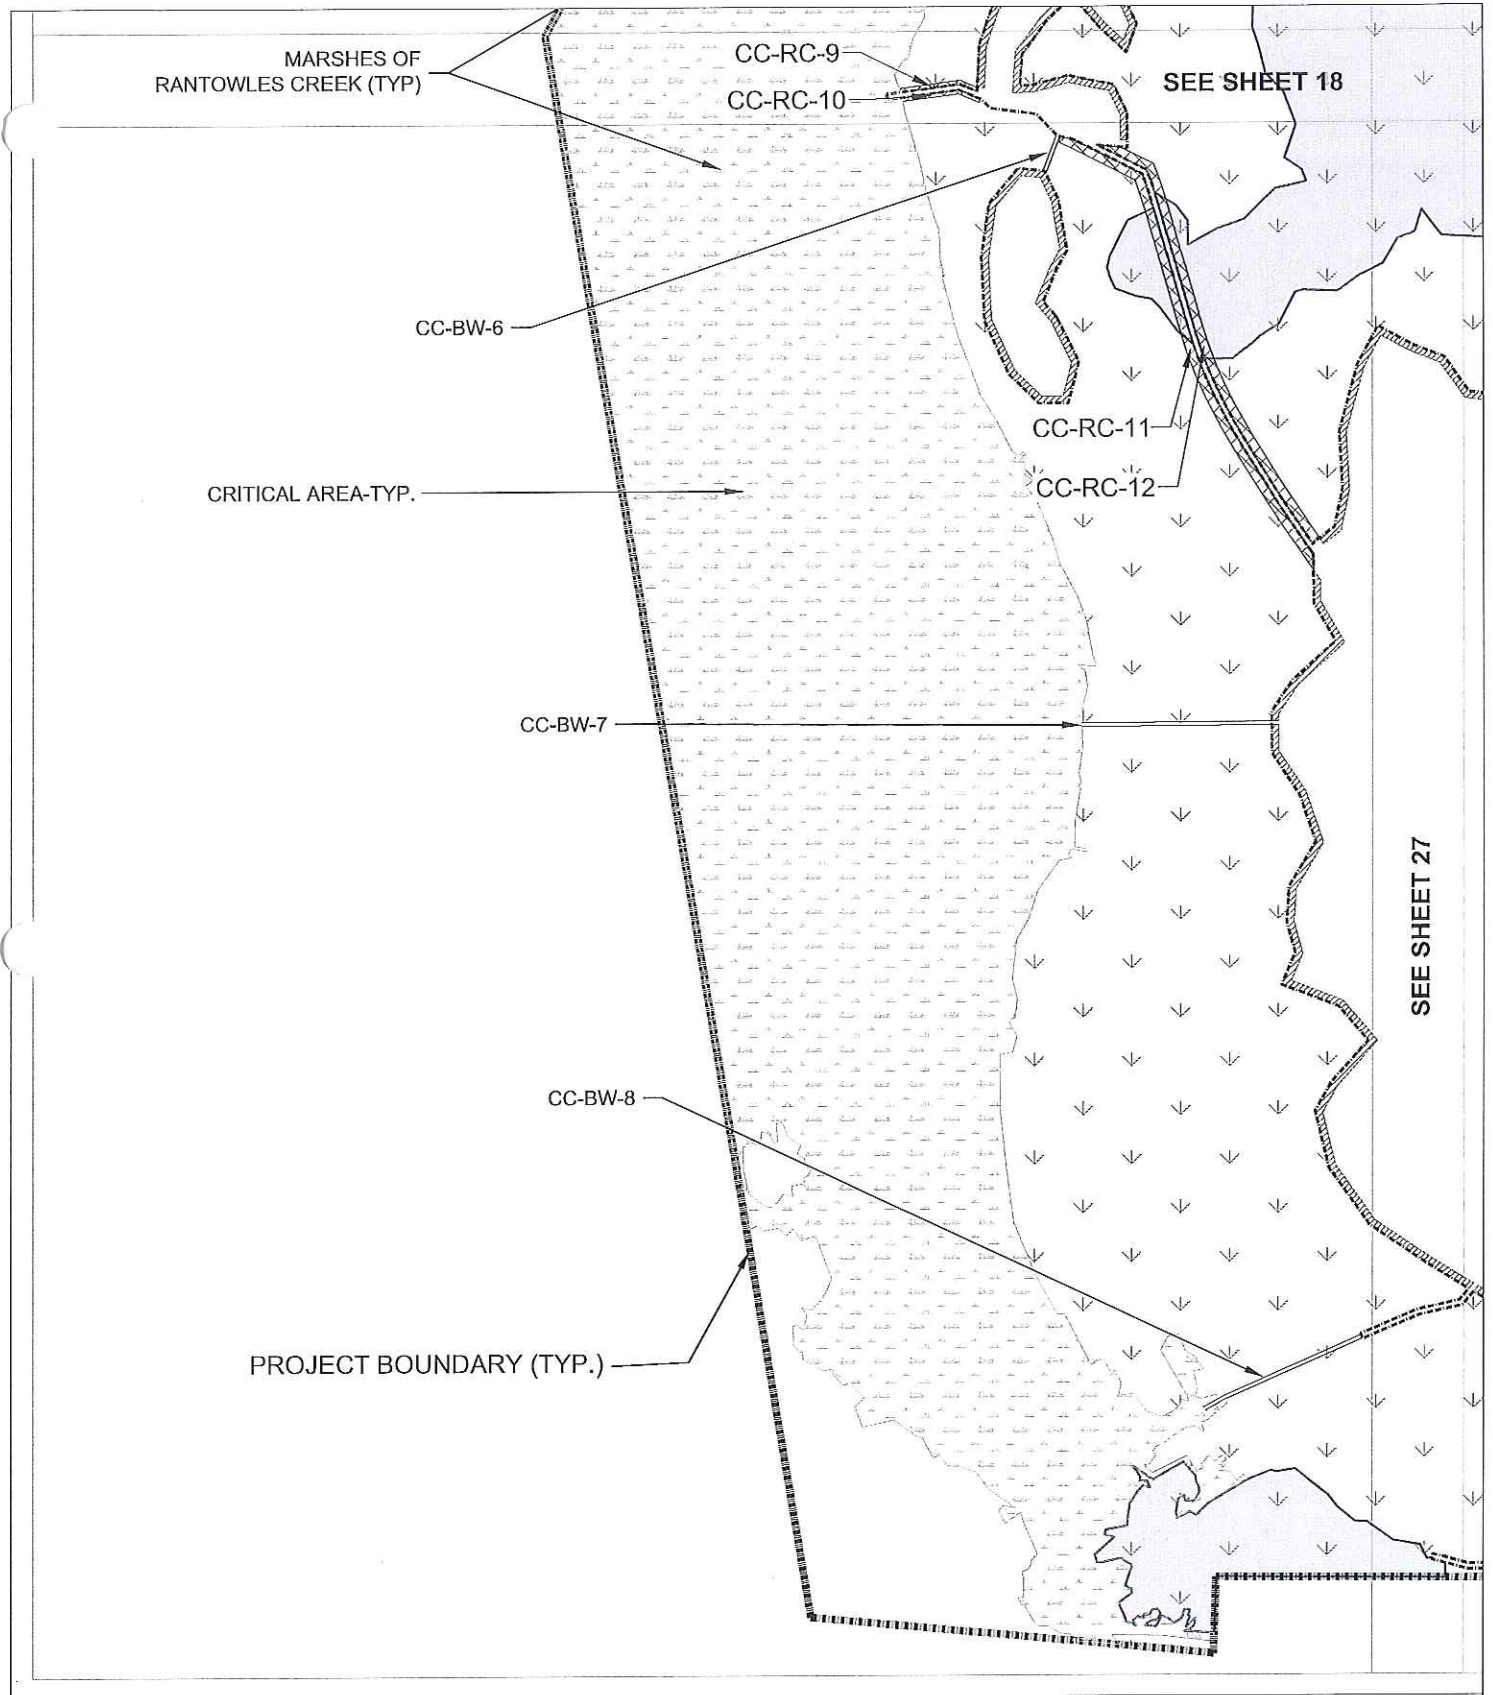 MARSHES OF
RANTOWLES CREEK (TYP)
CC-RC-9
CC-RC-10
SEE SHEET 18
CC-BW-6
CC-RC-11
CC-RC-12
CRITICAL AREA-TYP.
CC-BW-7
SEE SHEET 27
CC-BW-8
PROJECT BOUNDARY (TYP.)